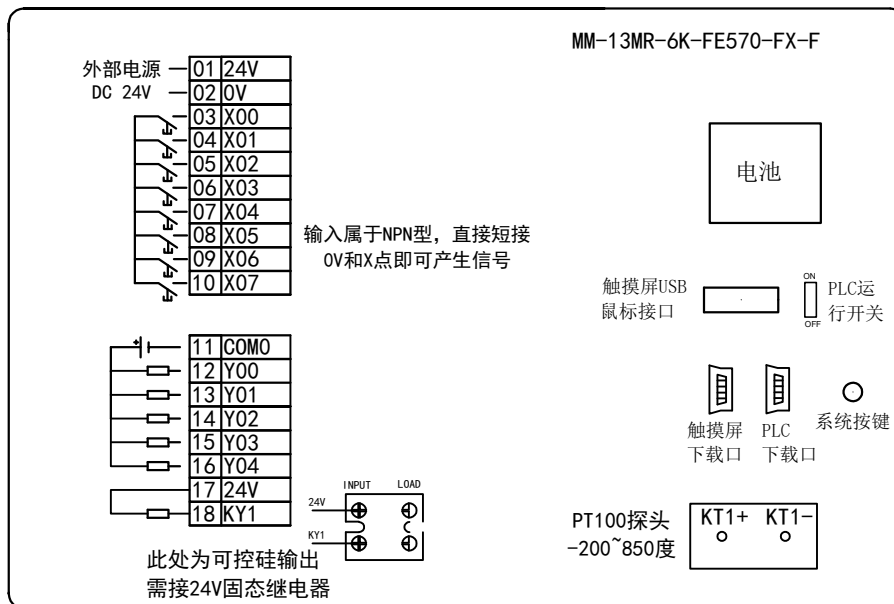 MM-13MR-6K-FE570-FX-F
外部电源
DC 24V
01 24V
02 0V
03 X00
04 X01
05 X02
06 X03
07 X04
08 X05
09 X06
10 X07
输入属于NPN型，直接短接
0V和X点即可产生信号
11 COM0
12 Y00
13 Y01
14 Y02
15 Y03
16 Y04
17 24V
18 KY1
INPUT LOAD
24V
KY1
此处为可控硅输出
需接24V固态继电器
电池
触摸屏USB
鼠标接口
ON
OFF
PLC运
行开关
触摸屏
下载口
PLC
下载口
系统按键
PT100探头
-200~850度
KT1+ KT1-